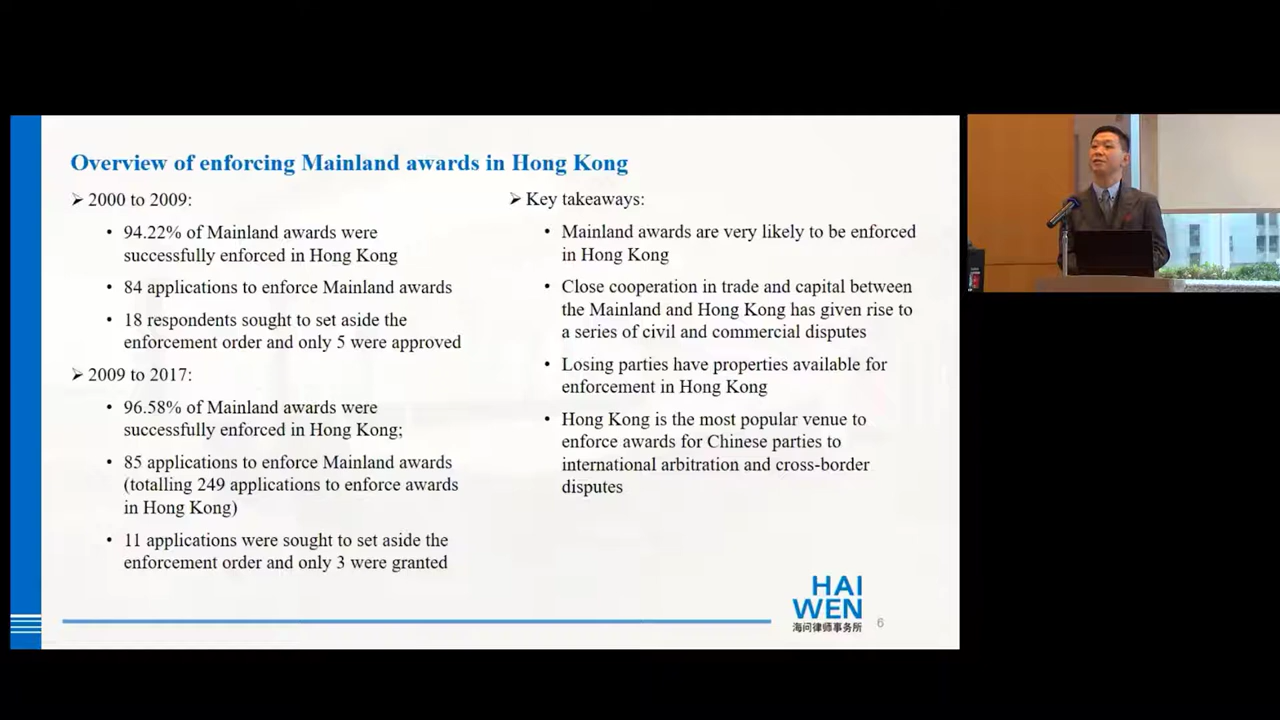 Overview of enforcing Mainland awards in Hong Kong
➢ 2000 to 2009:
• 94.22% of Mainland awards were
successfully enforced in Hong Kong
• 84 applications to enforce Mainland awards
• 18 respondents sought to set aside the
enforcement order and only 5 were approved
➢ 2009 to 2017:
• 96.58% of Mainland awards were
successfully enforced in Hong Kong;
• 85 applications to enforce Mainland awards
(totalling 249 applications to enforce awards
in Hong Kong)
• 11 applications were sought to set aside the
enforcement order and only 3 were granted
➢ Key takeaways:
• Mainland awards are very likely to be enforced
in Hong Kong
• Close cooperation in trade and capital between
the Mainland and Hong Kong has given rise to
a series of civil and commercial disputes
• Losing parties have properties available for
enforcement in Hong Kong
• Hong Kong is the most popular venue to
enforce awards for Chinese parties to
international arbitration and cross-border
disputes
HAI
WEN
海问律师事务所
6